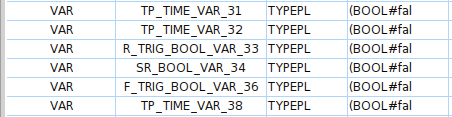 VAR TP_TIME_VAR_31 TYPEPL (BOOL#fal
VAR TP_TIME_VAR_32 TYPEPL (BOOL#fal
VAR R_TRIG_BOOL_VAR_33 TYPEPL (BOOL#fal
VAR SR_BOOL_VAR_34 TYPEPL (BOOL#fal
VAR F_TRIG_BOOL_VAR_36 TYPEPL (BOOL#fal
VAR TP_TIME_VAR_38 TYPEPL (BOOL#fal